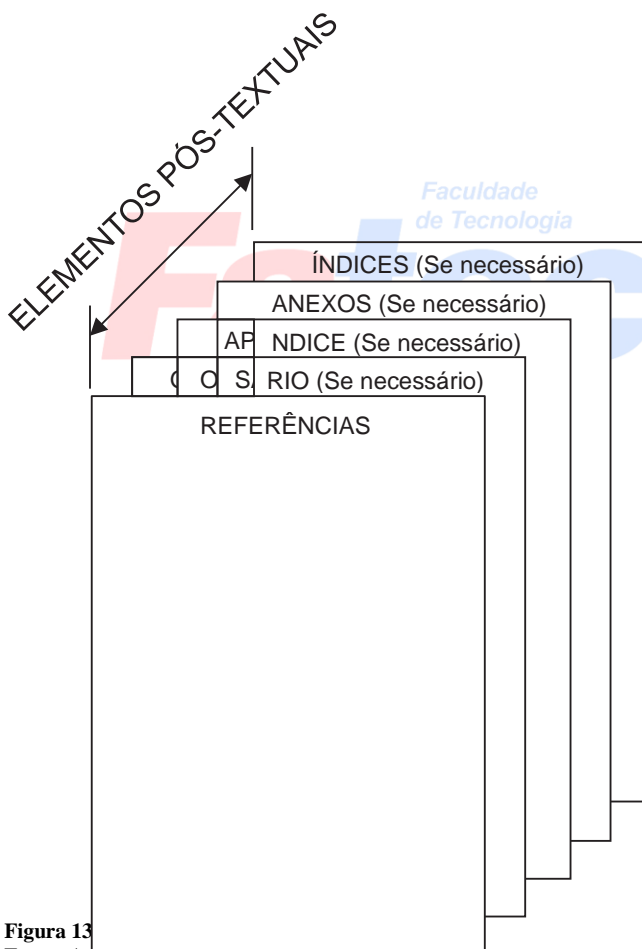 ELEMENTOS PÓS-TEXTUAIS
Faculdade
de Tecnologia
Fatec
ÍNDICES (Se necessário)
ANEXOS (Se necessário)
AP NDICE (Se necessário)
RIO (Se necessário)
REFERÊNCIAS
Figura 13